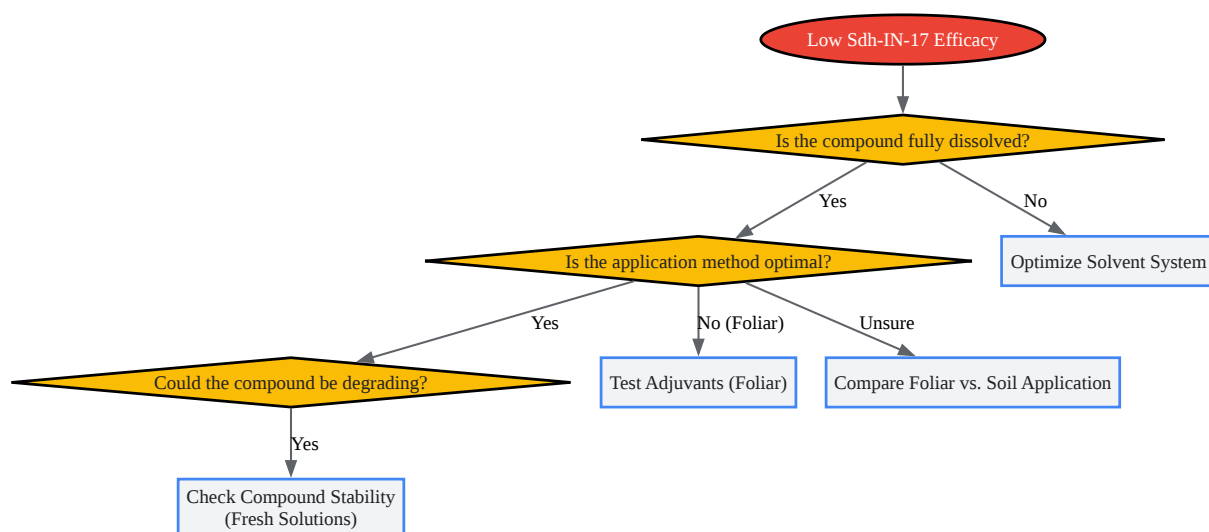 Low Sdh-IN-17 Efficacy
Is the compound fully dissolved?
Yes
No
Is the application method optimal?
Optimize Solvent System
Yes
No (Foliar)
Unsure
Could the compound be degrading?
Test Adjuvants (Foliar)
Compare Foliar vs. Soil Application
Yes
Check Compound Stability
(Fresh Solutions)